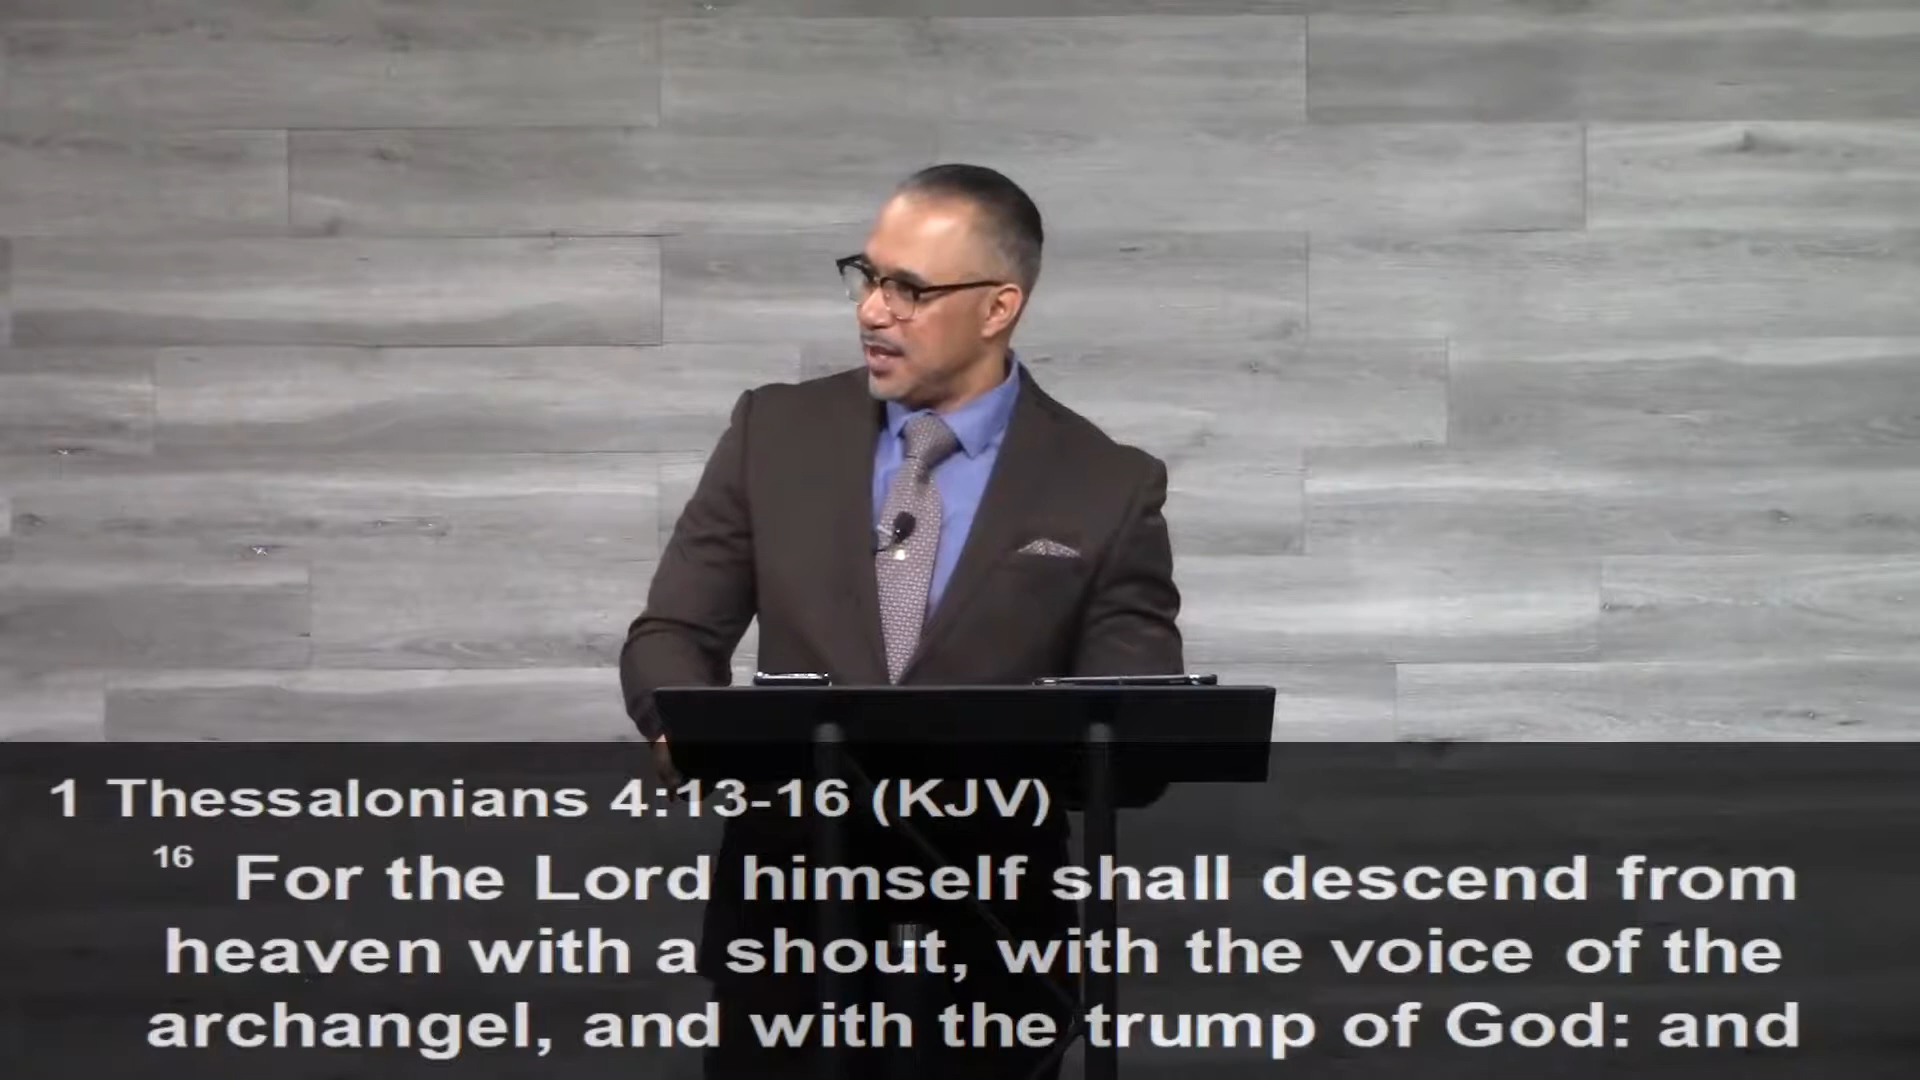 1 Thessalonians 4:13-16 (KJV)
16 For the Lord himself shall descend from
heaven with a shout, with the voice of the
archangel, and with the trump of God: and